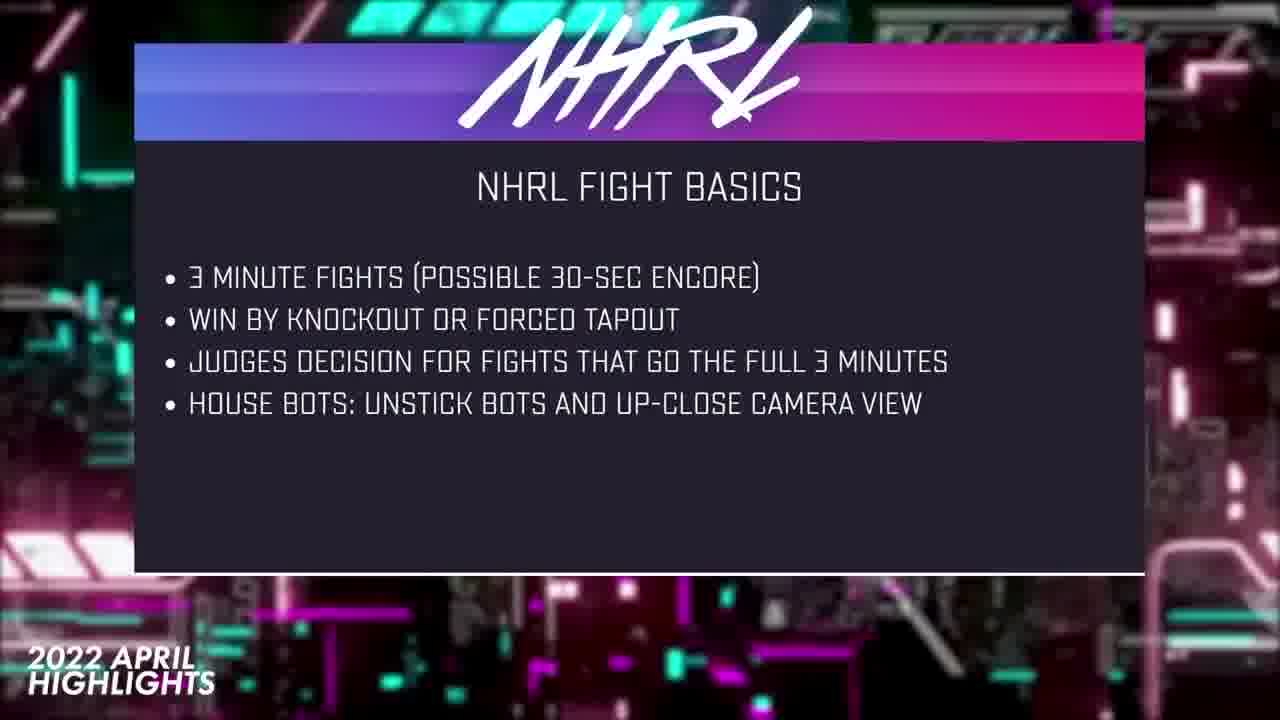 NHRL
NHRL FIGHT BASICS
• 3 MINUTE FIGHTS (POSSIBLE 30-SEC ENCORE)
• WIN BY KNOCKOUT OR FORCED TAPOUT
• JUDGES DECISION FOR FIGHTS THAT GO THE FULL 3 MINUTES
• HOUSE BOTS: UNSTICK BOTS AND UP-CLOSE CAMERA VIEW
2022 APRIL
HIGHLIGHTS